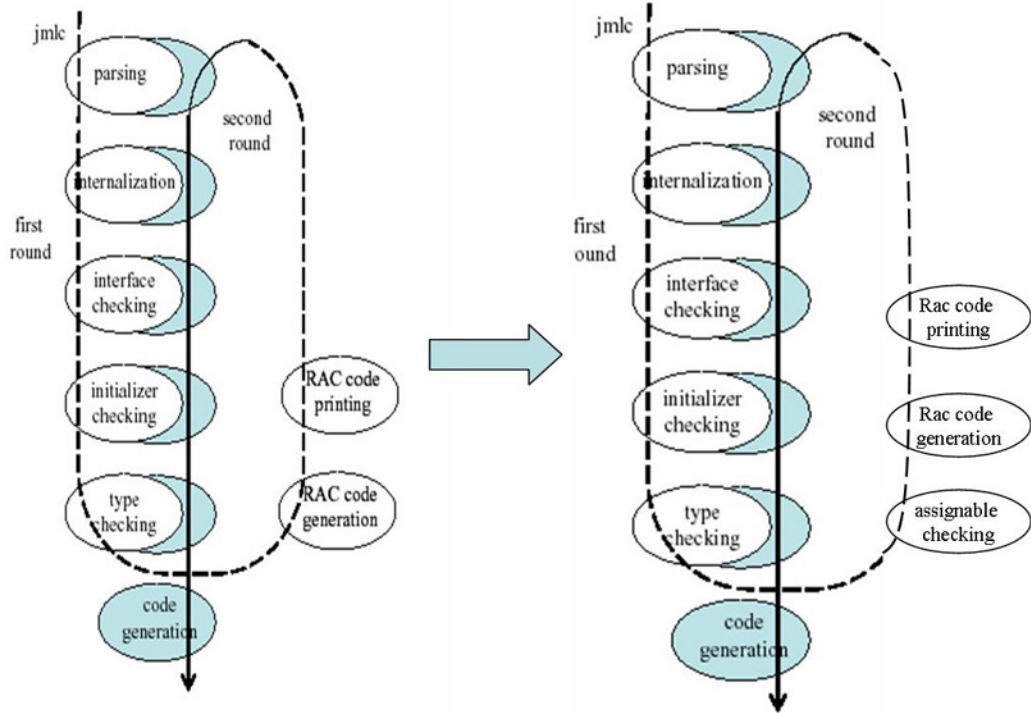 jmlc
parsing
second
round
internalization
first
round
interface
checking
initializer
checking
RAC code
printing
type
checking
RAC code
generation
code
generation
jmlc
parsing
second
round
internalization
first
ound
interface
checking
Rac code
printing
initializer
checking
Rac code
generation
type
checking
assignable
checking
code
generation